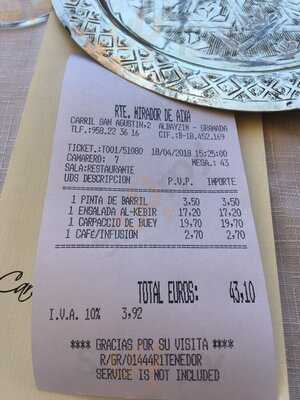 RTE. MIRADOR DE AIXA
CARRIL SAN AGUSTIN,2 ALBAYZIN - GRANADA
TLF.:958.22 36 16 CIF.:B-18.452.169
TICKET.:T001/51080 18/04/2018 15:25:00
CAMARERO: 7 MESA.: 43
SALA:RESTAURANTE
UDS DESCRIPCION P.V.P. IMPORTE
1 PINTA DE BARRIL 3,50 3,50
1 ENSALADA AL-KEBIR 17,20 17,20
1 CARPACCIO DE BUEY 19,70 19,70
1 CAFE/INFUSION 2,70 2,70
TOTAL EUROS: 43,10
I.V.A. 10% 3,92
**** GRACIAS POR SU VISITA ****
R/GR/01444R1TENEDOR
SERVICE IS NOT INCLUDED